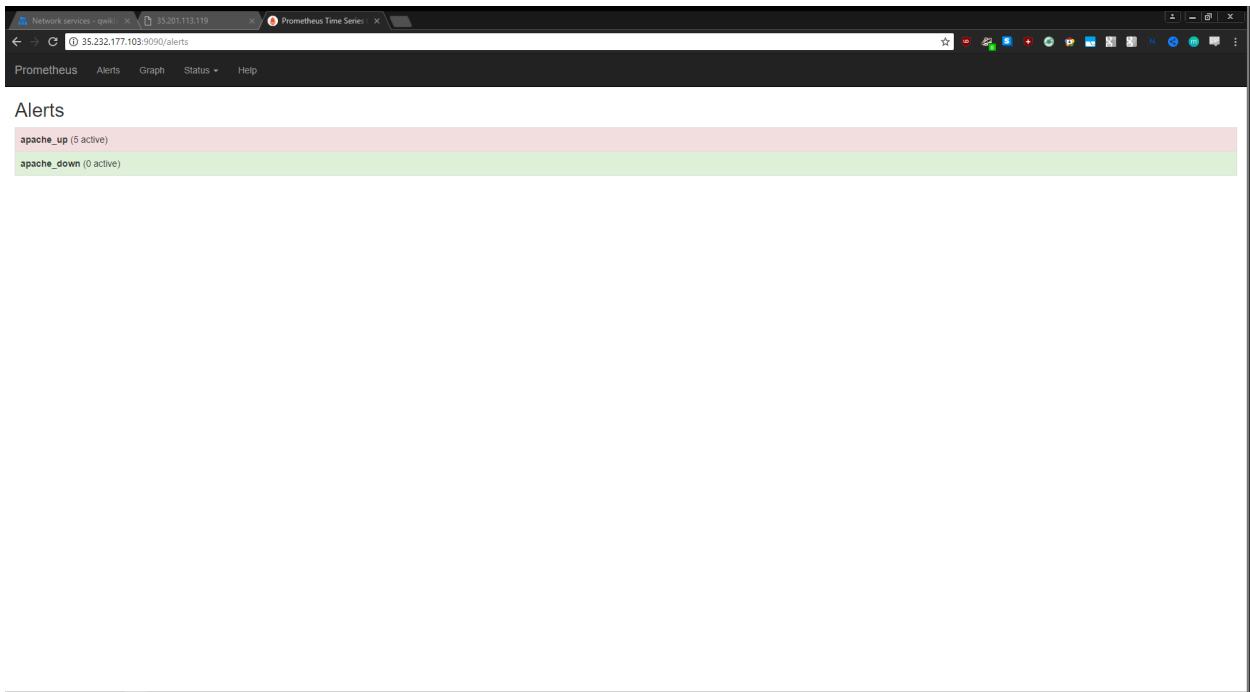 Network services - qwikl
35.201.113.119
Prometheus Time Series
35.232.177.103:9090/alerts
Prometheus Alerts Graph Status Help
Alerts
apache_up (5 active)
apache_down (0 active)